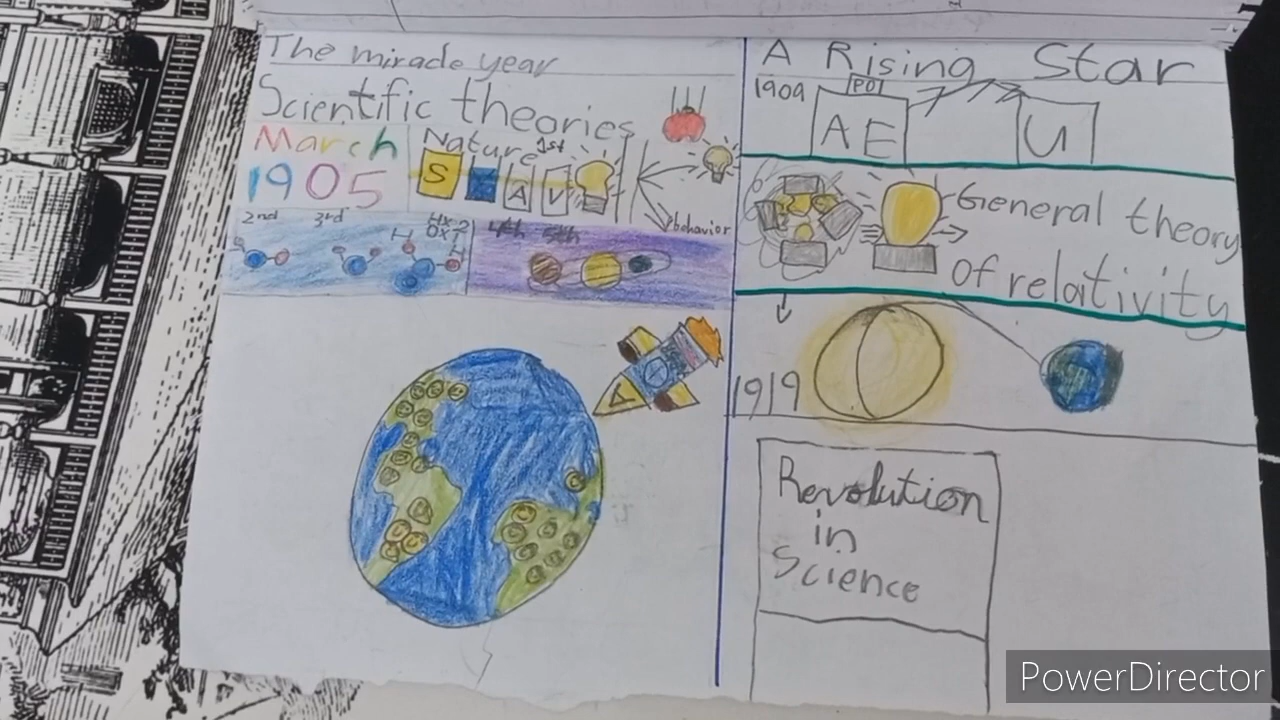 The miracle year
Scientific theories
March
1905
Nature
1st
S
A
V
behavior
2nd
3rd
H
4th
5th
A Rising Star
1909
PO
AE
U
General theory
of relativity
1919
Revolution
in
Science
PowerDirector